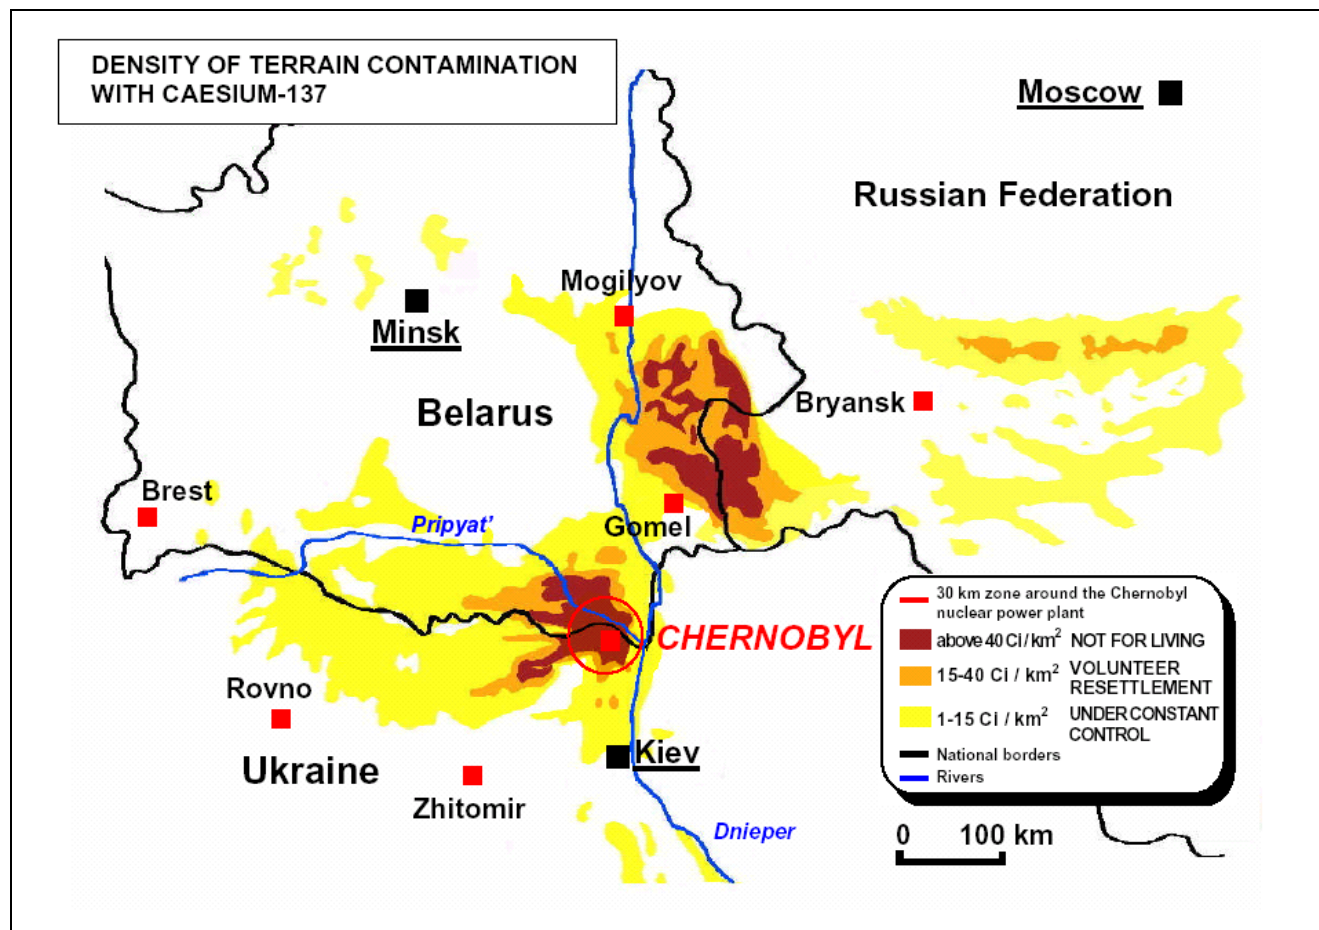 DENSITY OF TERRAIN CONTAMINATION
WITH CAESIUM-137
Moscow
Russian Federation
Mogilyov
Minsk
Bryansk
Belarus
Brest
Pripyat'
Gomel
CHERNOBYL
Rovno
Kiev
Ukraine
Zhitomir
Dnieper
30 km zone around the Chernobyl
nuclear power plant
above 40 Ci / km² NOT FOR LIVING
15-40 Ci / km² VOLUNTEER
RESETTLEMENT
1-15 Ci / km² UNDER CONSTANT
CONTROL
National borders
Rivers
0 100 km